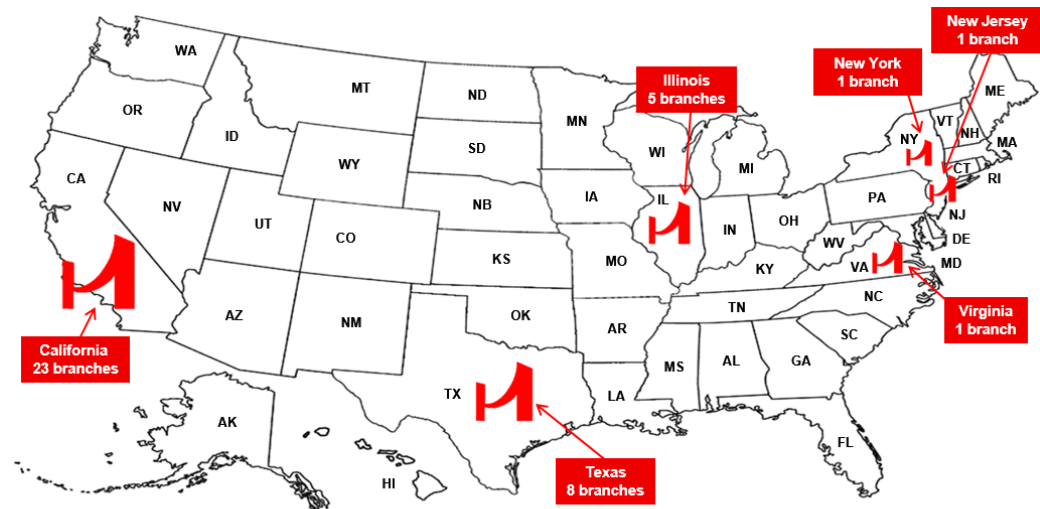 New Jersey
1 branch
New York
1 branch
Illinois
5 branches
WA
MT
ND
MN
ME
VT
NH
NY
MA
OR
ID
SD
WI
MI
CT
RI
WY
CA
NV
IA
IL
PA
NB
NJ
UT
CO
IN
OH
WV
DE
KS
MO
KY
VA
MD
NC
Virginia
1 branch
TN
AZ
NM
OK
AR
SC
California
23 branches
MS
AL
GA
TX
LA
AK
FL
HI
Texas
8 branches